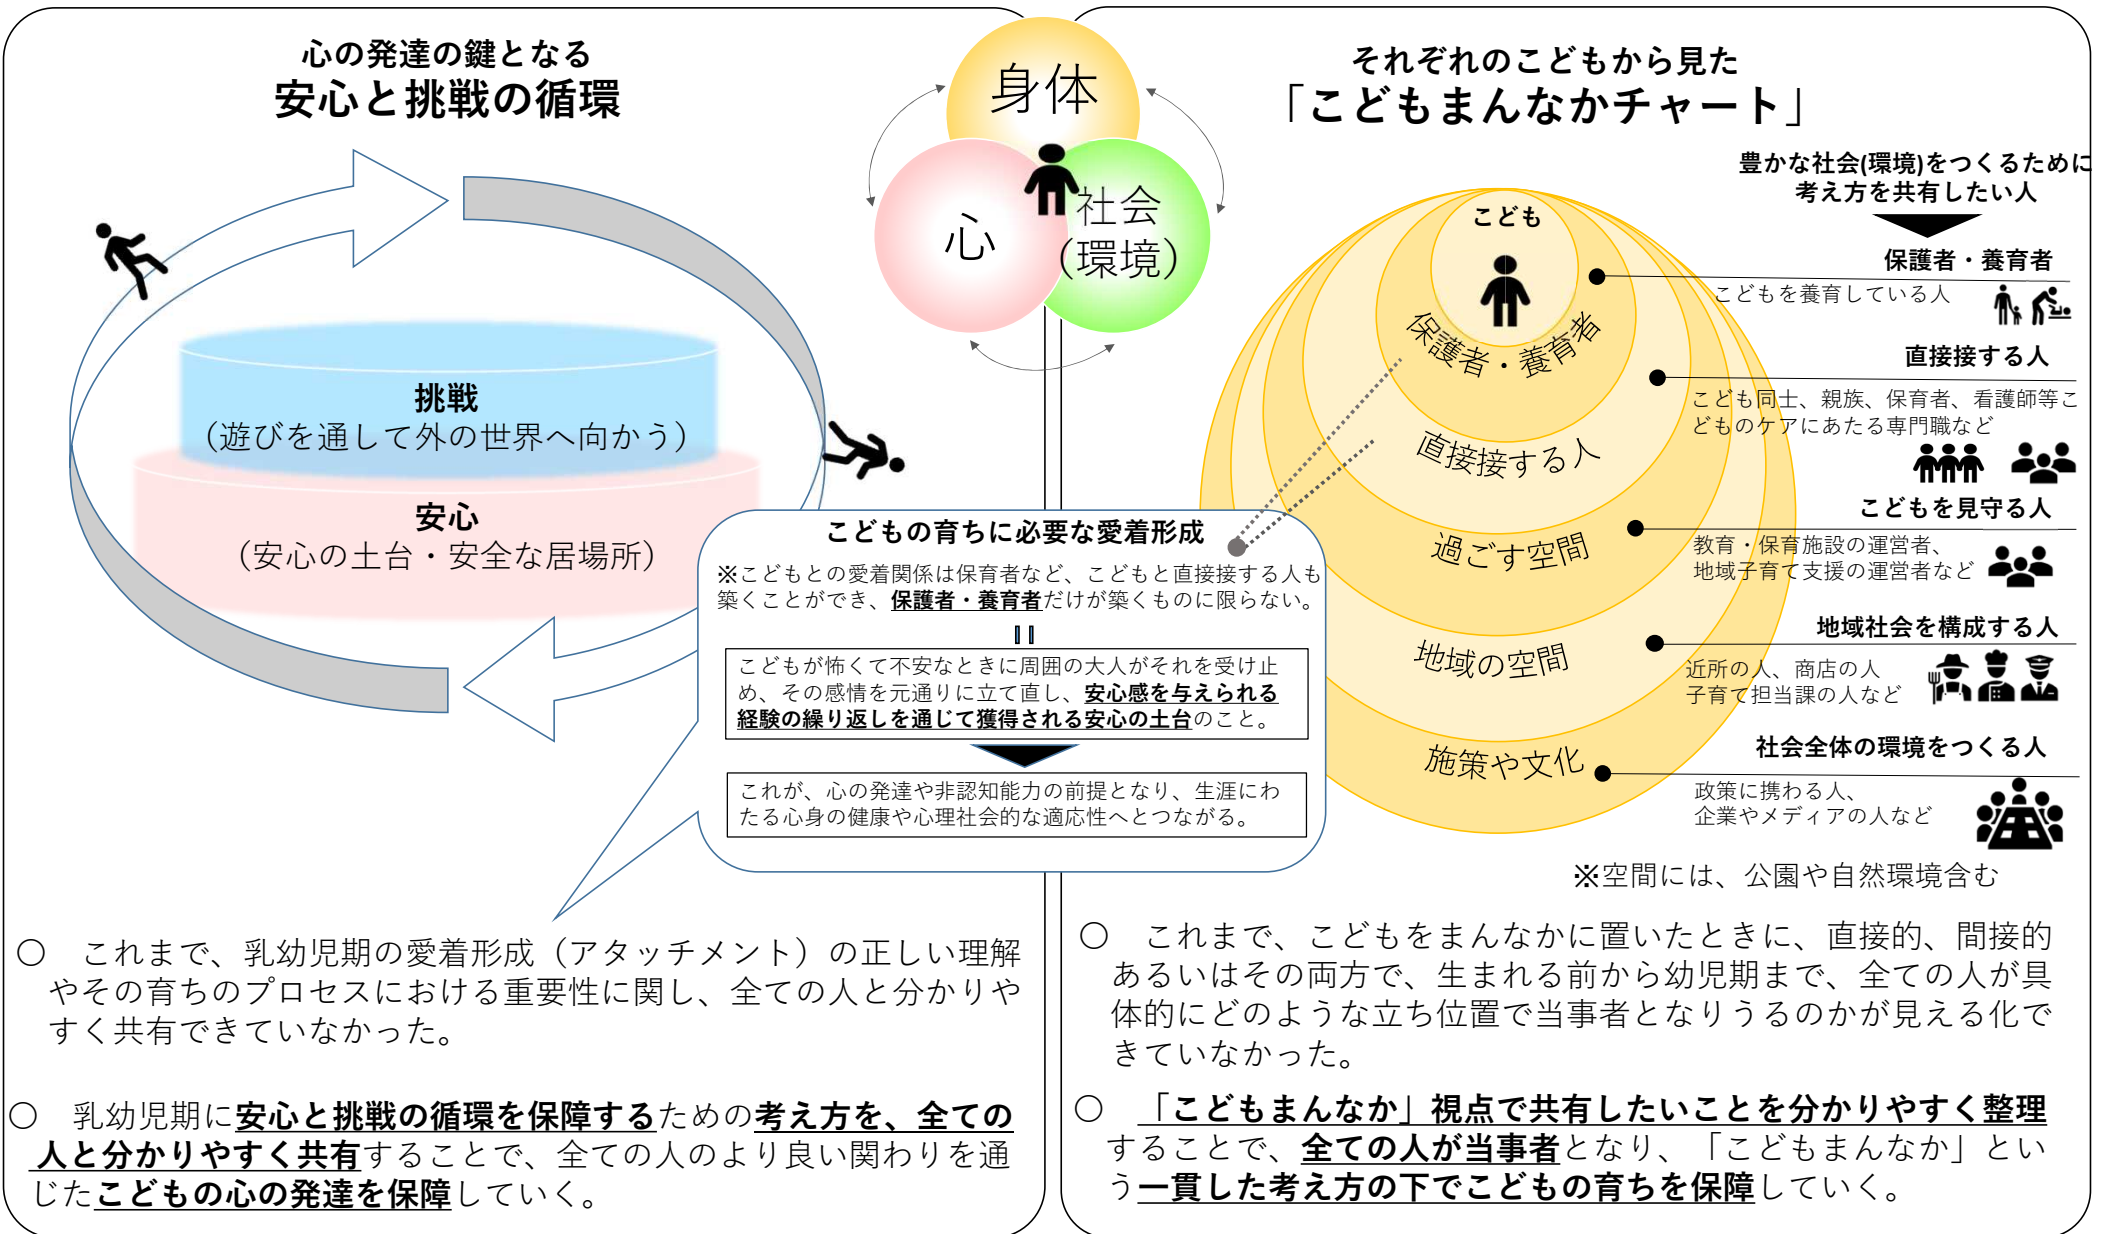 心の発達の鍵となる
安心と挑戦の循環
挑戦
（遊びを通して外の世界へ向かう）
安心
（安心の土台・安全な居場所）
身体
心
社会
（環境）
それぞれのこどもから見た
「こどもまんなかチャート」
豊かな社会(環境)をつくるために
考え方を共有したい人
こども
保護者・養育者
直接接する人
過ごす空間
地域の空間
施策や文化
保護者・養育者
こどもを養育している人
直接接する人
こども同士、親族、保育者、看護師等こ
どものケアにあたる専門職など
こどもを見守る人
教育・保育施設の運営者、
地域子育て支援の運営者など
地域社会を構成する人
近所の人、商店の人
子育て担当課の人など
社会全体の環境をつくる人
政策に携わる人、
企業やメディアの人など
※空間には、公園や自然環境含む
こどもの育ちに必要な愛着形成
※こどもとの愛着関係は保育者など、こどもと直接接する人も
築くことができ、保護者・養育者だけが築くものに限らない。
こどもが怖くて不安なときに周囲の大人がそれを受け止
め、その感情を元通りに立て直し、安心感を与えられる
経験の繰り返しを通じて獲得される安心の土台のこと。
これが、心の発達や非認知能力の前提となり、生涯にわ
たる心身の健康や心理社会的な適応性へとつながる。
○　これまで、乳幼児期の愛着形成（アタッチメント）の正しい理解
やその育ちのプロセスにおける重要性に関し、全ての人と分かりや
すく共有できていなかった。
○　乳幼児期に安心と挑戦の循環を保障するための考え方を、全ての
人と分かりやすく共有することで、全ての人のより良い関わりを通
じたこどもの心の発達を保障していく。
○　これまで、こどもをまんなかに置いたときに、直接的、間接的
あるいはその両方で、生まれる前から幼児期まで、全ての人が具
体的にどのような立ち位置で当事者となりうるのかが見える化で
きていなかった。
○　「こどもまんなか」視点で共有したいことを分かりやすく整理
することで、全ての人が当事者となり、「こどもまんなか」とい
う一貫した考え方の下でこどもの育ちを保障していく。